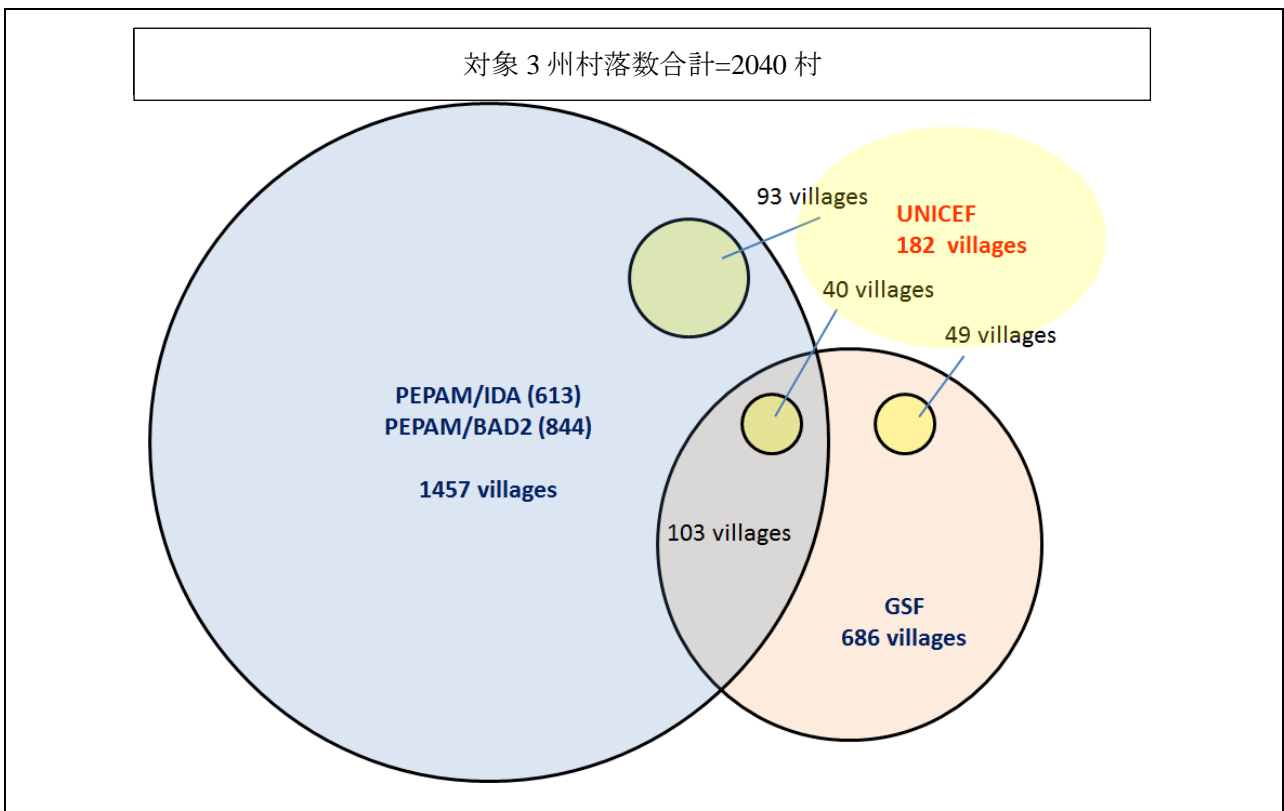 対象 3 州村落数合計=2040 村
93 villages
UNICEF
182 villages
40 villages
49 villages
PEPAM/IDA (613)
PEPAM/BAD2 (844)
1457 villages
103 villages
GSF
686 villages